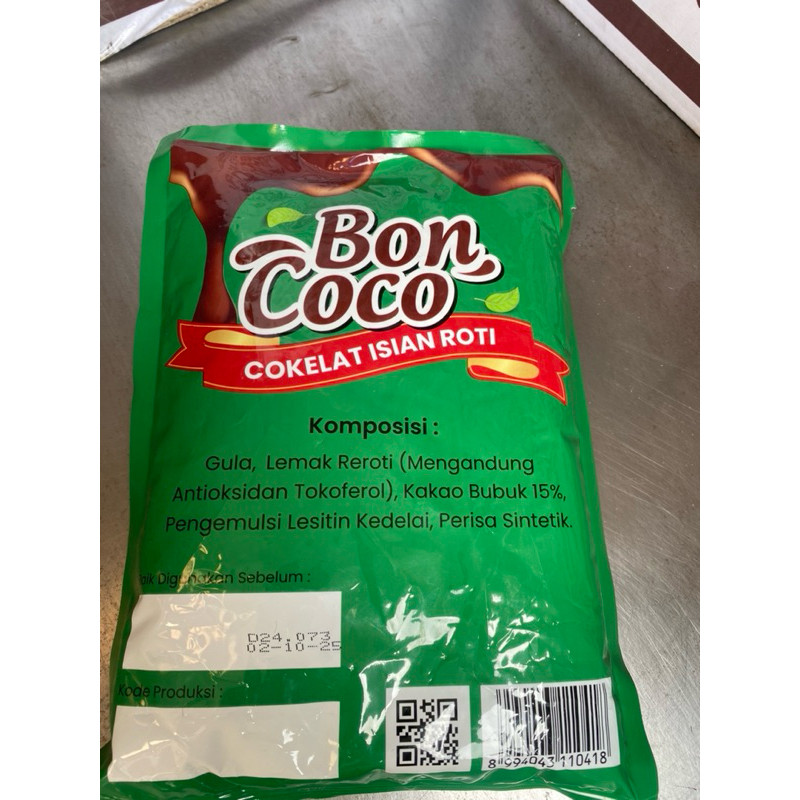 Bon
Coco
COKELAT ISIAN ROTI
Komposisi :
Gula, Lemak Reroti (Mengandung
Antioksidan Tokoferol), Kakao Bubuk 15%,
Pengemulsi Lesitin Kedelai, Perisa Sintetik.
Digunakan Sebelum :
D24.073
02-10-25
Kode Produksi :
8 994043 110418